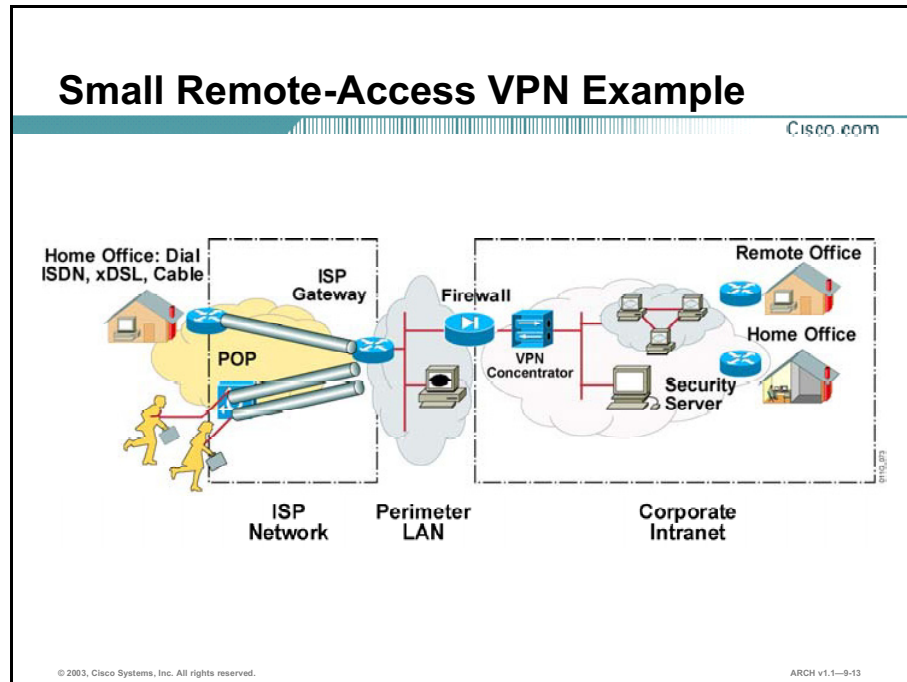 Small Remote-Access VPN Example
Cisco.com
Home Office: Dial
ISDN, xDSL, Cable
ISP
Gateway
Firewall
Remote Office
POP
VPN
Concentrator
Home Office
Security
Server
ISP
Network
Perimeter
LAN
Corporate
Intranet
011G_073
© 2003, Cisco Systems, Inc. All rights reserved.
ARCH v1.1—9-13